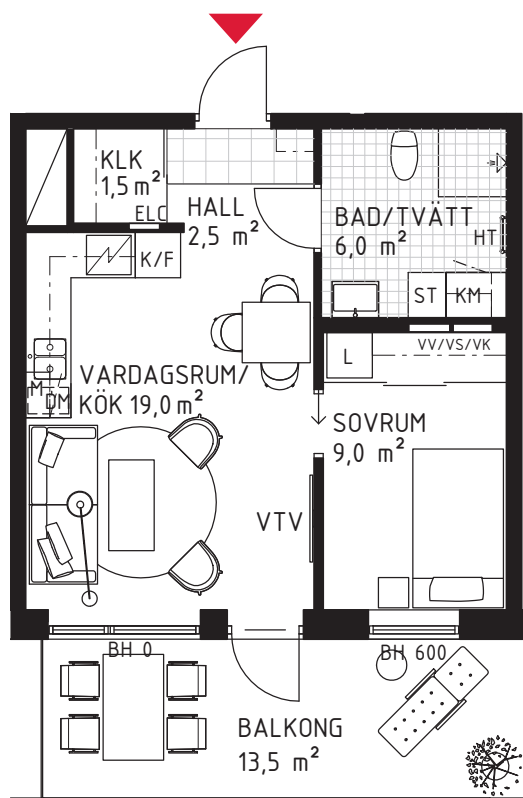 KLK
1,5 m²
ELC
HALL
2,5 m²
BAD/TVÄTT
6,0 m²
HT
K/F
ST
KM
VV/VS/VK
L
M
DM
VARDAGSRUM/
KÖK 19,0 m²
SOVRUM
9,0 m²
VTV
BH 0
BH 600
BALKONG
13,5 m²